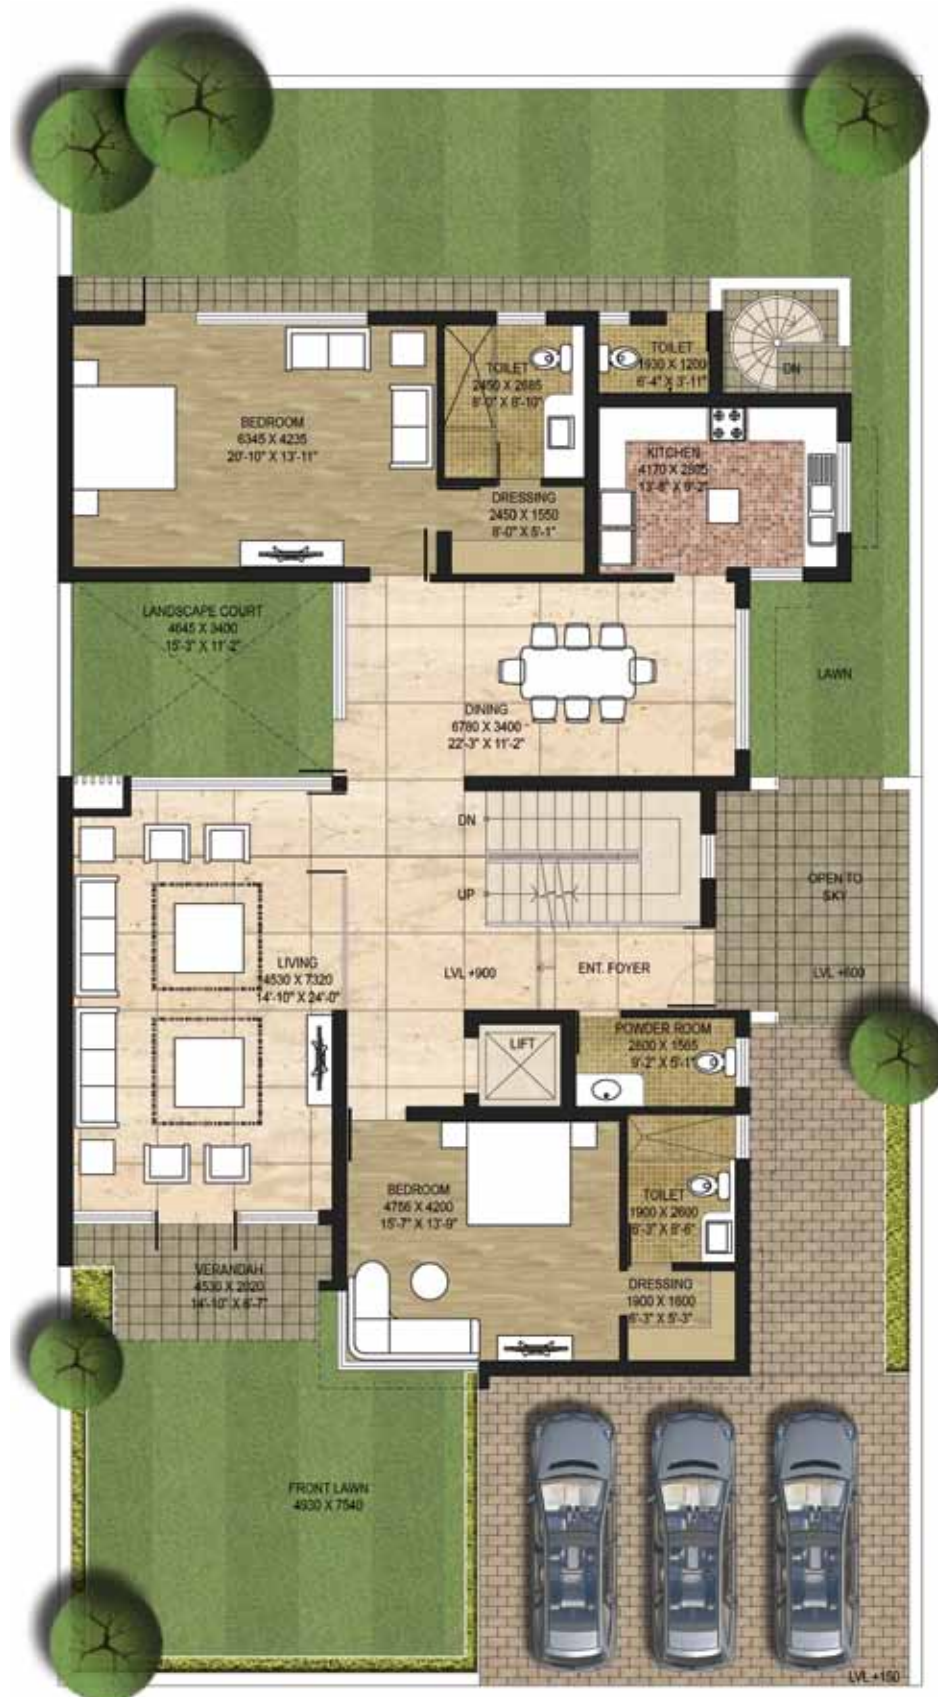 TOILET
2450 X 2685
8'-0" X 8'-10"
TOILET
1930 X 1200
6'-4" X 3'-11"
DN
BEDROOM
6345 X 4235
20'-10" X 13'-11"
KITCHEN
4170 X 2805
13'-8" X 9'-2"
DRESSING
2450 X 1550
8'-0" X 5'-1"
LANDSCAPE COURT
4645 X 3400
15'-3" X 11'-2"
LAWN
DINING
6780 X 3400
22'-3" X 11'-2"
DN
UP
OPEN TO
SKY
LIVING
4530 X 7320
14'-10" X 24'-0"
LVL +900
ENT. FOYER
LVL +600
LIFT
POWDER ROOM
2800 X 1565
9'-2" X 5'-1"
BEDROOM
4756 X 4200
15'-7" X 13'-9"
TOILET
1900 X 2600
6'-3" X 8'-6"
VERANDAH
4530 X 2020
14'-10" X 6'-7"
DRESSING
1900 X 1600
6'-3" X 5'-3"
FRONT LAWN
4930 X 7540
LVL +150